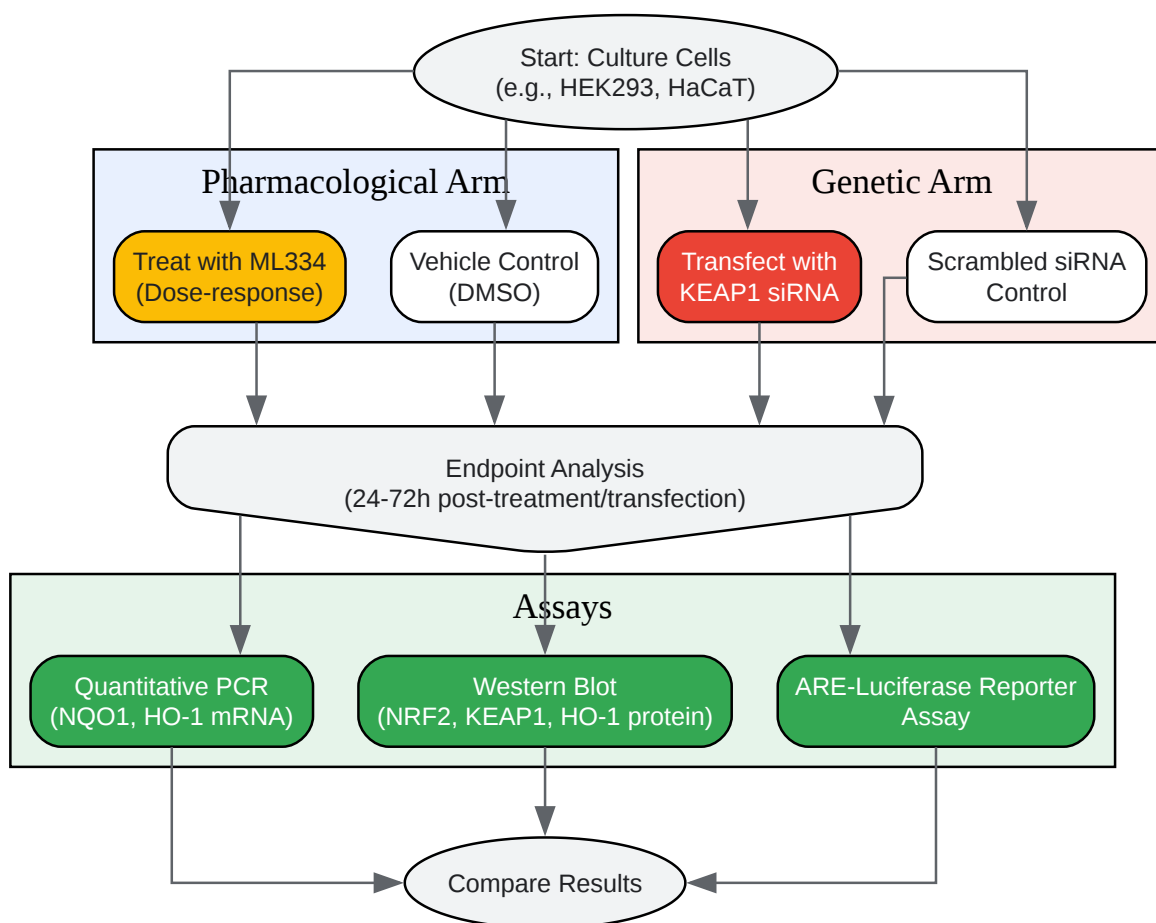 Start: Culture Cells
(e.g., HEK293, HaCaT)
Pharmacological Arm
Genetic Arm
Treat with ML334
(Dose-response)
Vehicle Control
(DMSO)
Transfect with
KEAP1 siRNA
Scrambled siRNA
Control
Endpoint Analysis
(24-72h post-treatment/transfection)
Assays
Quantitative PCR
(NQO1, HO-1 mRNA)
Western Blot
(NRF2, KEAP1, HO-1 protein)
ARE-Luciferase Reporter
Assay
Compare Results